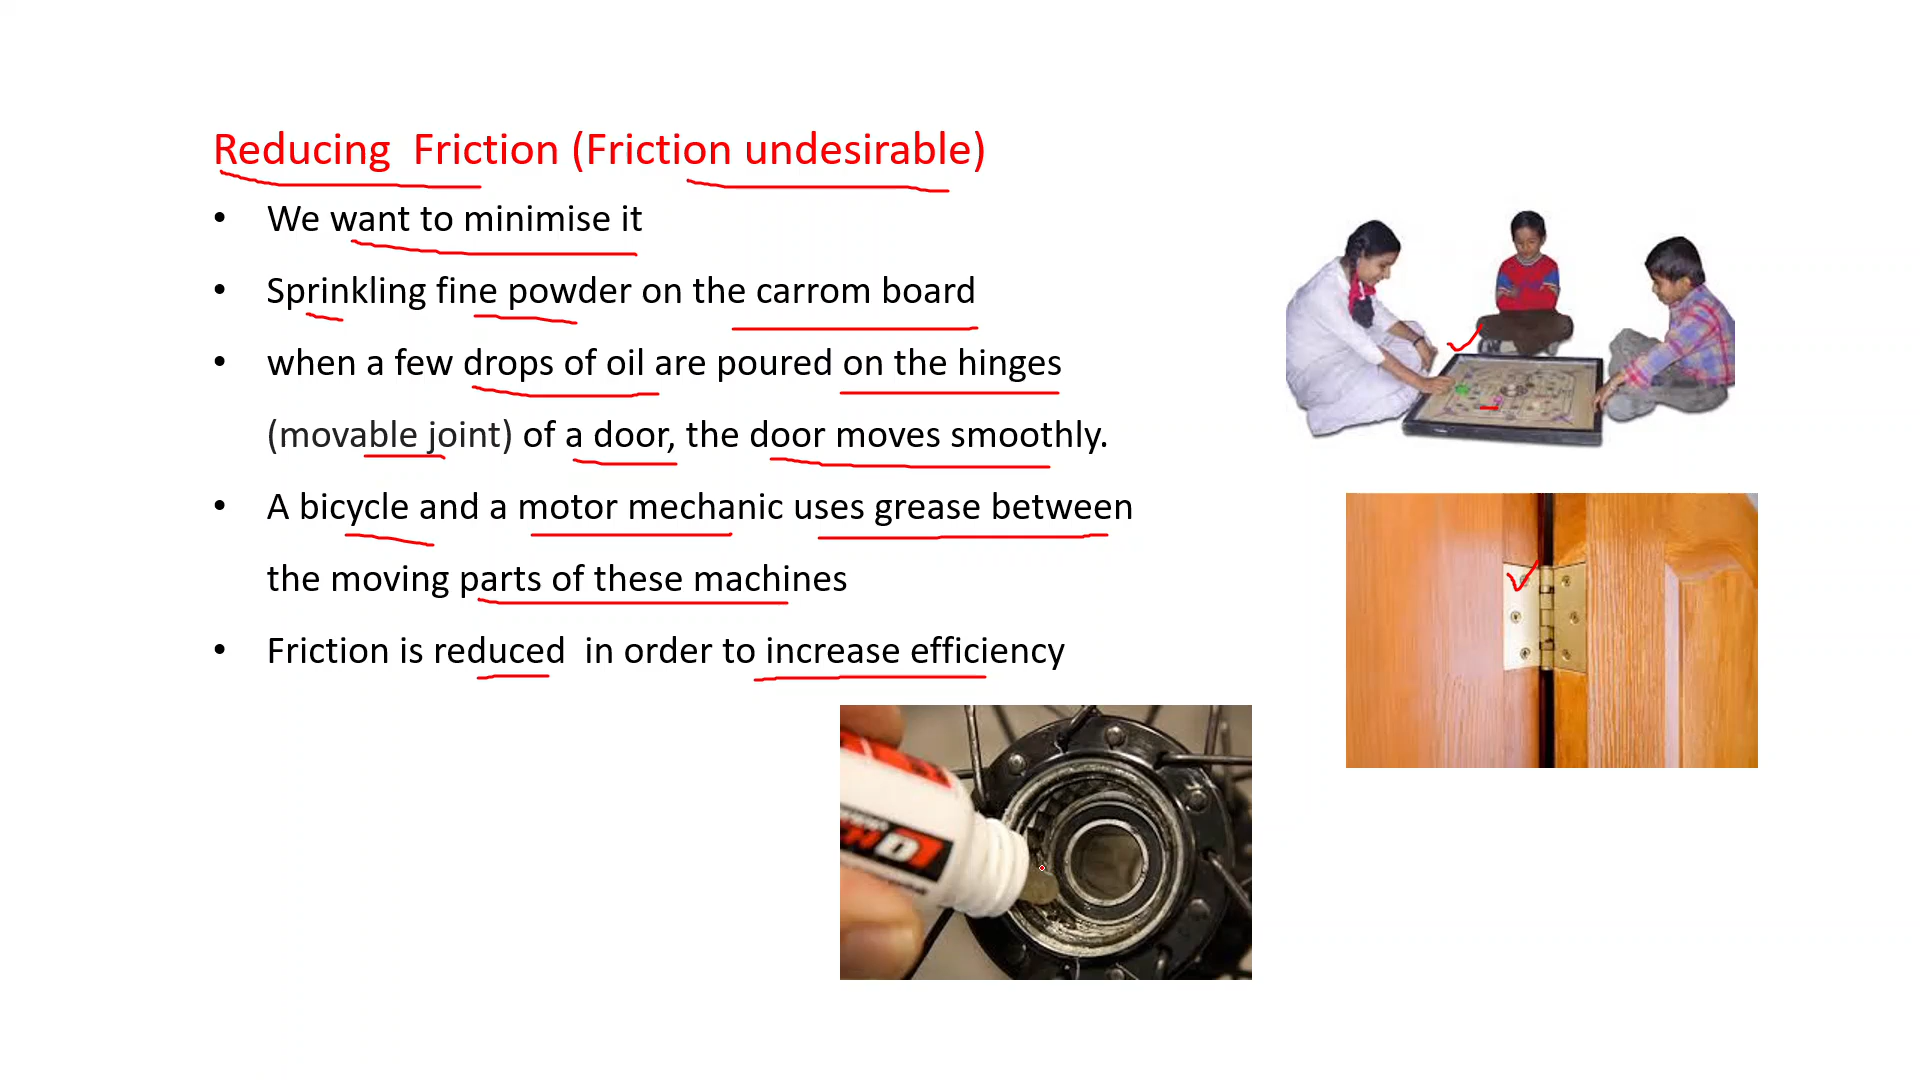 Reducing  Friction (Friction undesirable)
• We want to minimise it
• Sprinkling fine powder on the carrom board
• when a few drops of oil are poured on the hinges
(movable joint) of a door, the door moves smoothly.
• A bicycle and a motor mechanic uses grease between
the moving parts of these machines
• Friction is reduced  in order to increase efficiency